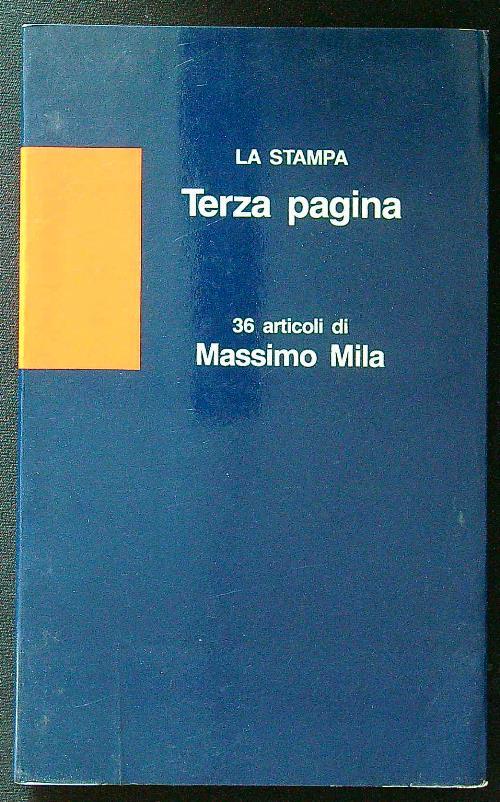 LA STAMPA
Terza pagina
36 articoli di
Massimo Mila